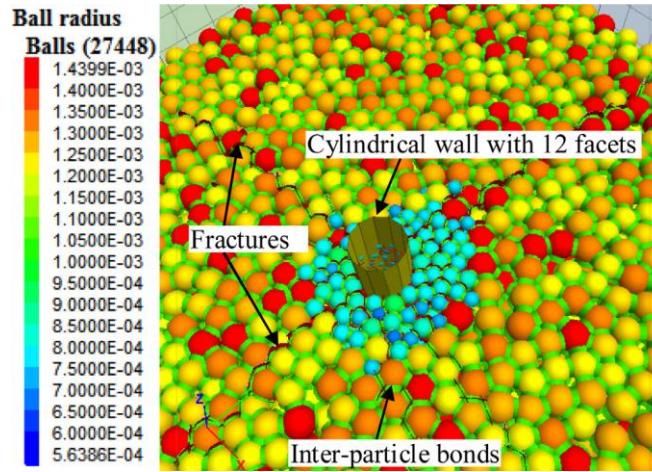 Ball radius
Balls (27448)
1.4399E-03
1.4000E-03
1.3500E-03
1.3000E-03
1.2500E-03
1.2000E-03
1.1500E-03
1.1000E-03
1.0500E-03
1.0000E-03
9.5000E-04
9.0000E-04
8.5000E-04
8.0000E-04
7.5000E-04
7.0000E-04
6.5000E-04
6.0000E-04
5.6386E-04
Cylindrical wall with 12 facets
Fractures
z
x
Inter-particle bonds